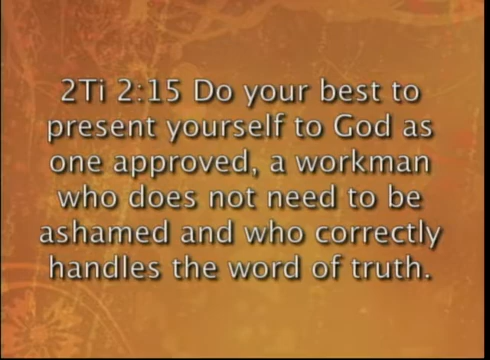 2Ti 2:15 Do your best to
present yourself to God as
one approved, a workman
who does not need to be
ashamed and who correctly
handles the word of truth.